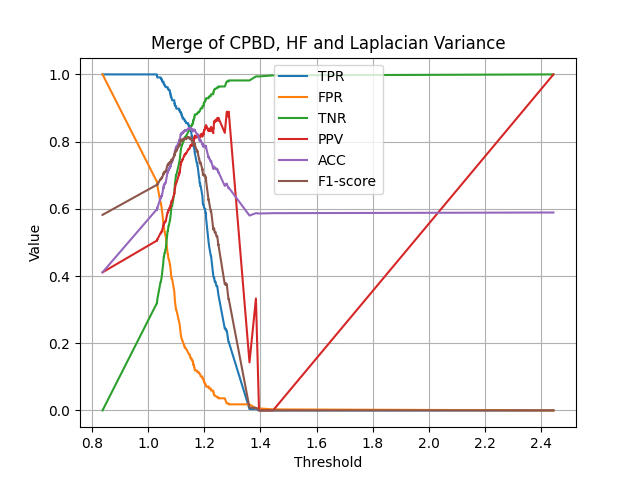 Merge of CPBD, HF and Laplacian Variance
TPR
FPR
TNR
PPV
ACC
F1-score
Value
1.0
0.8
0.6
0.4
0.2
0.0
0.8 1.0 1.2 1.4 1.6 1.8 2.0 2.2 2.4
Threshold